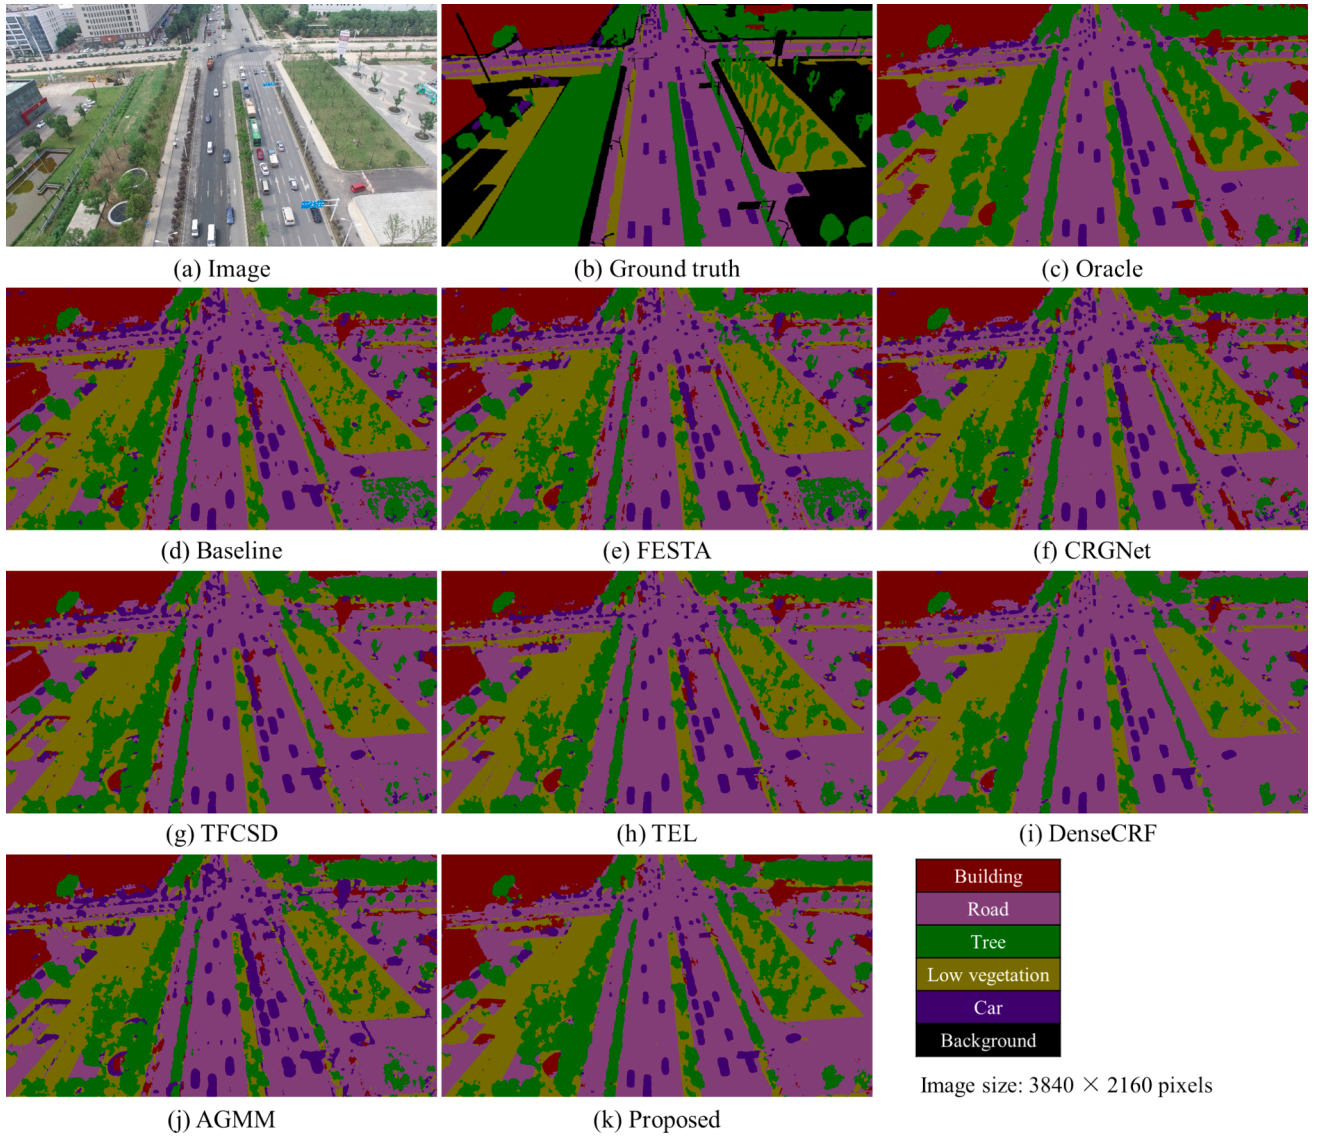 (a) Image
(b) Ground truth
(c) Oracle
(d) Baseline
(e) FESTA
(f) CRGNet
(g) TFCSD
(h) TEL
(i) DenseCRF
(j) AGMM
(k) Proposed
Building
Road
Tree
Low vegetation
Car
Background
Image size: 3840 × 2160 pixels